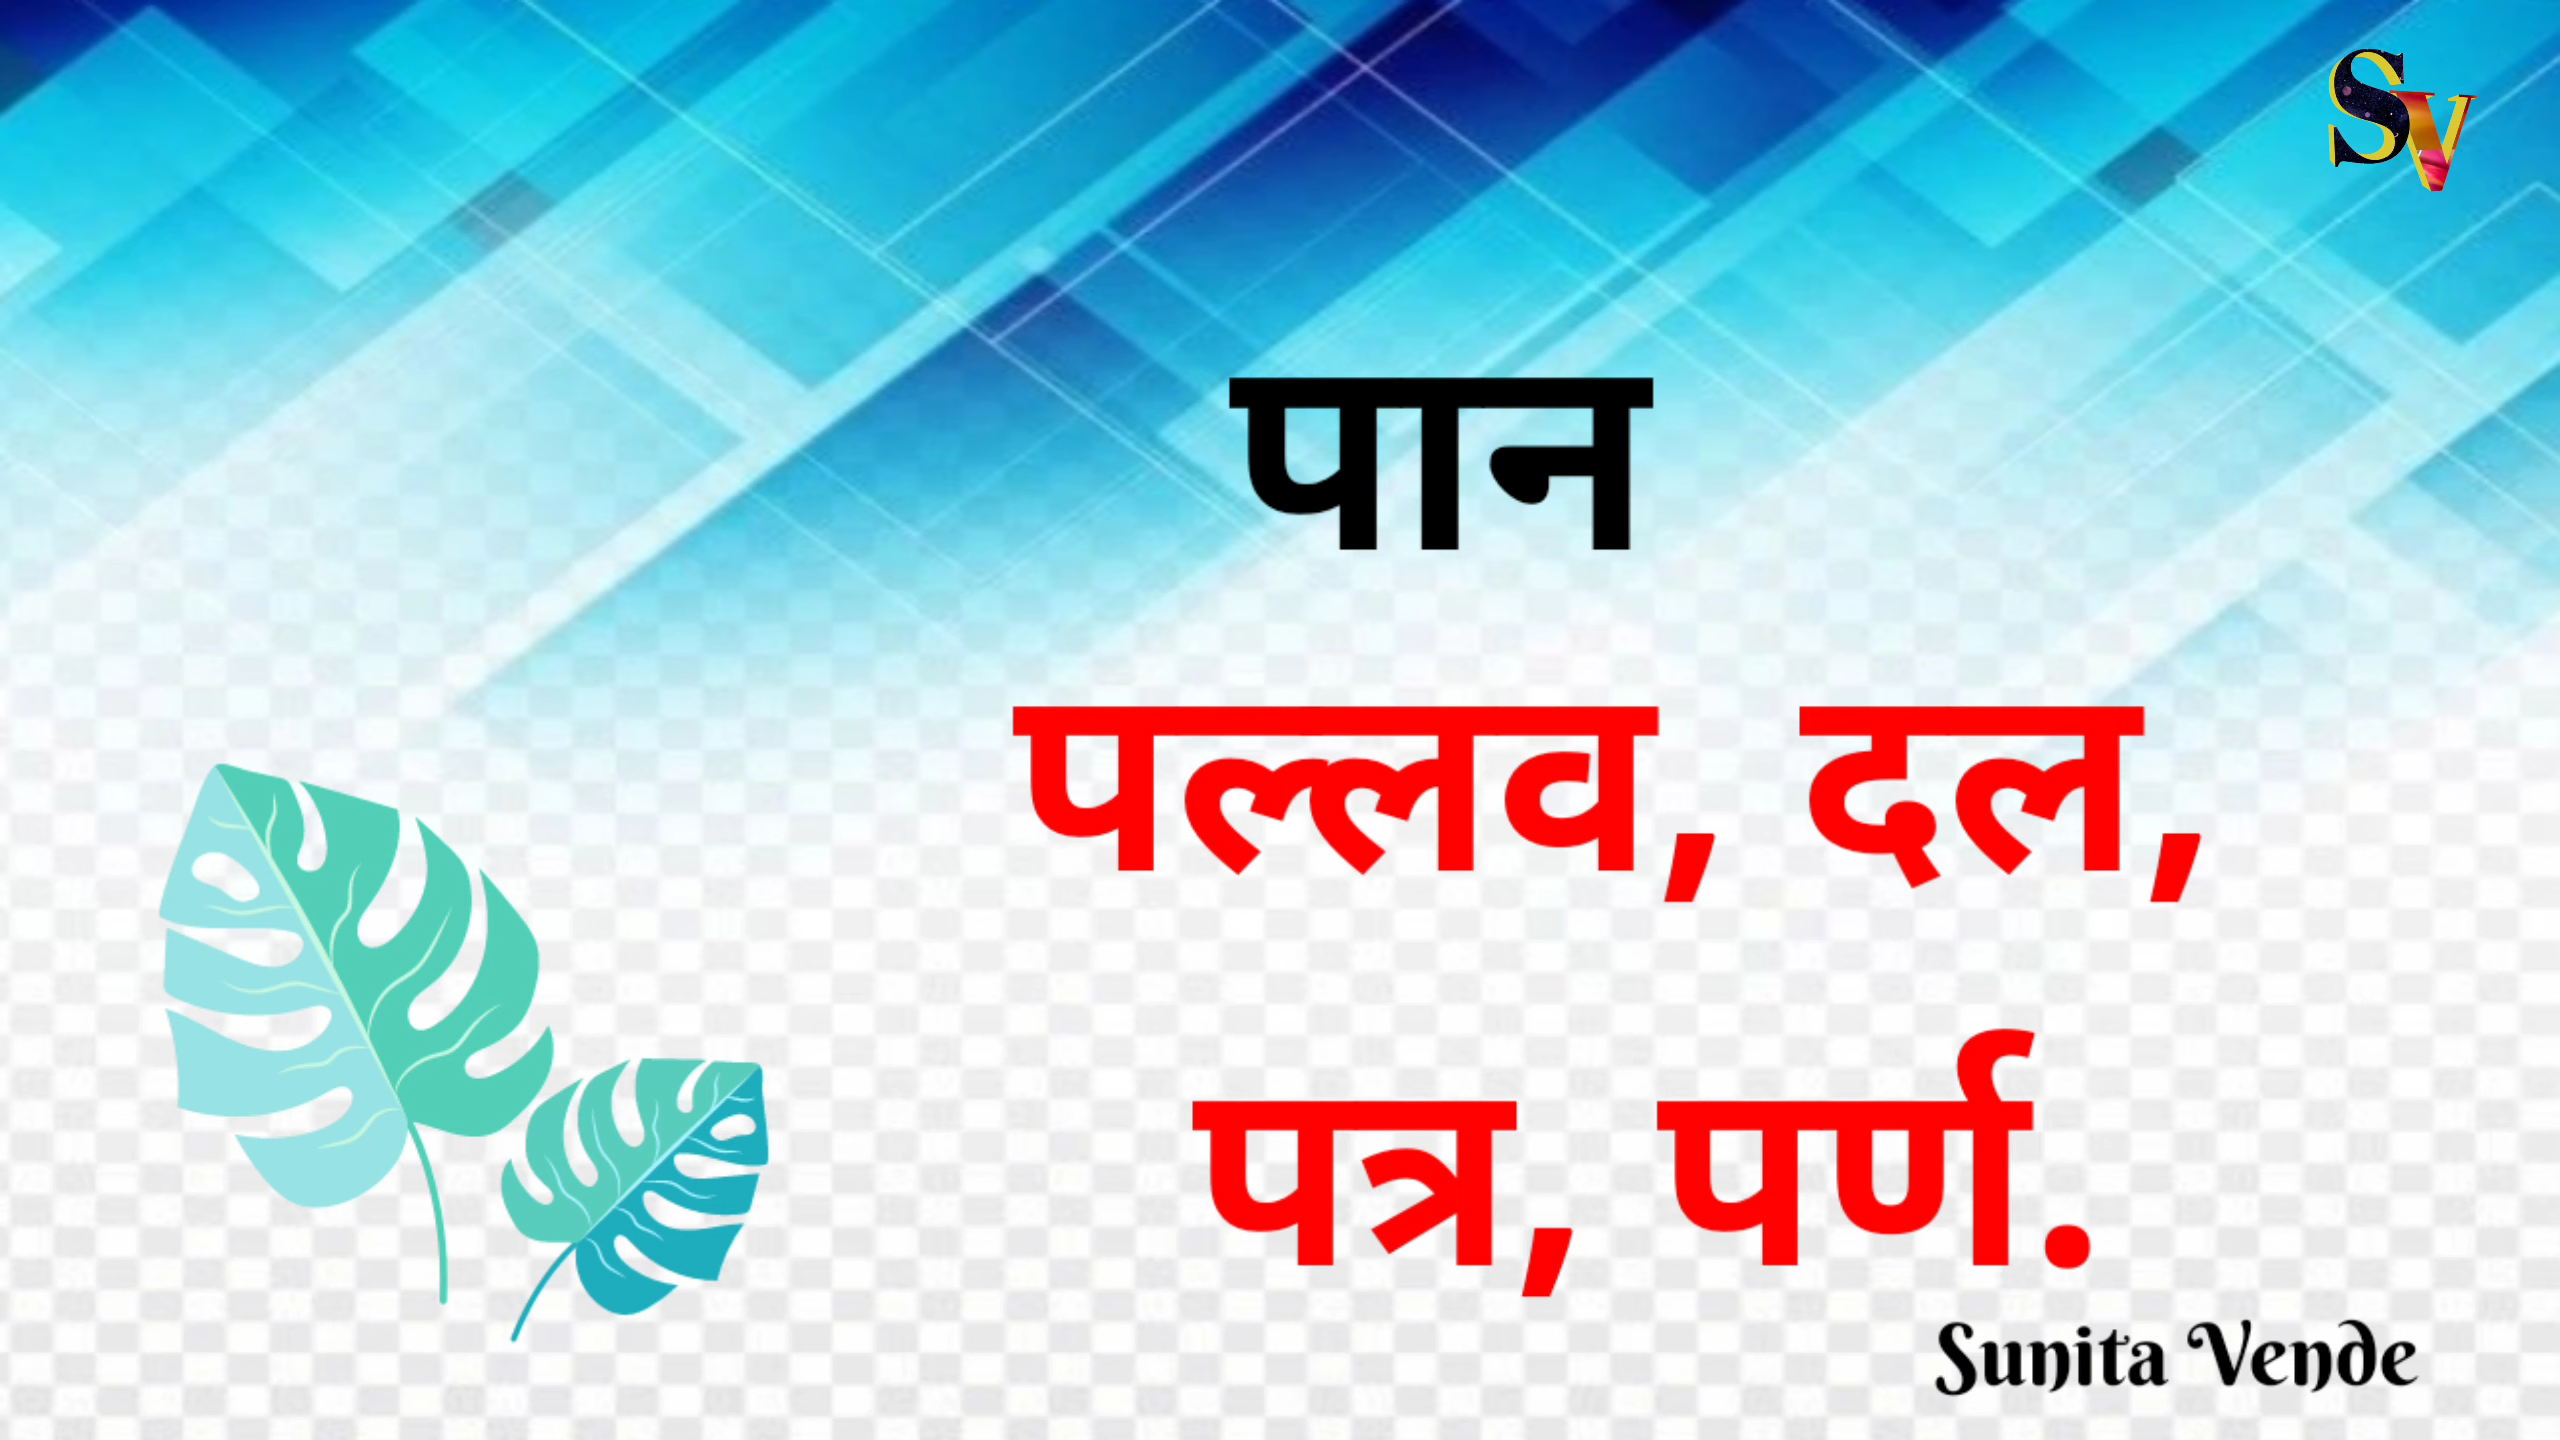 SV
पान
पल्लव, दल,
पत्र, पर्ण.
Sunita Vende